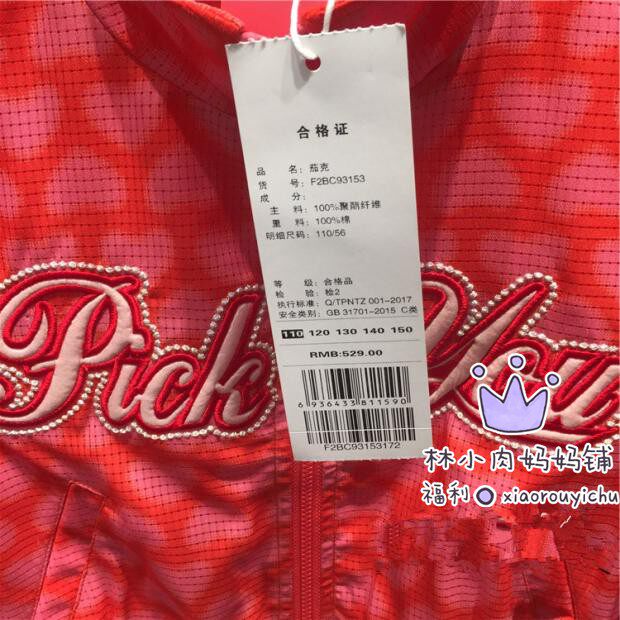 合格证
品 名: 茄克
货 号: F2BC93153
成 分:
主 料: 100%聚酯纤维
里 料: 100%棉
明细尺码: 110/56
等 级: 合格品
检 验: 检2
执行标准: Q/TPNTZ 001-2017
安全类别: GB 31701-2015 C类
110 120 130 140 150
RMB:529.00
6 936433 811590
F2BC93153172
Pick You
林小肉妈妈铺
福利 xiaorouyichu